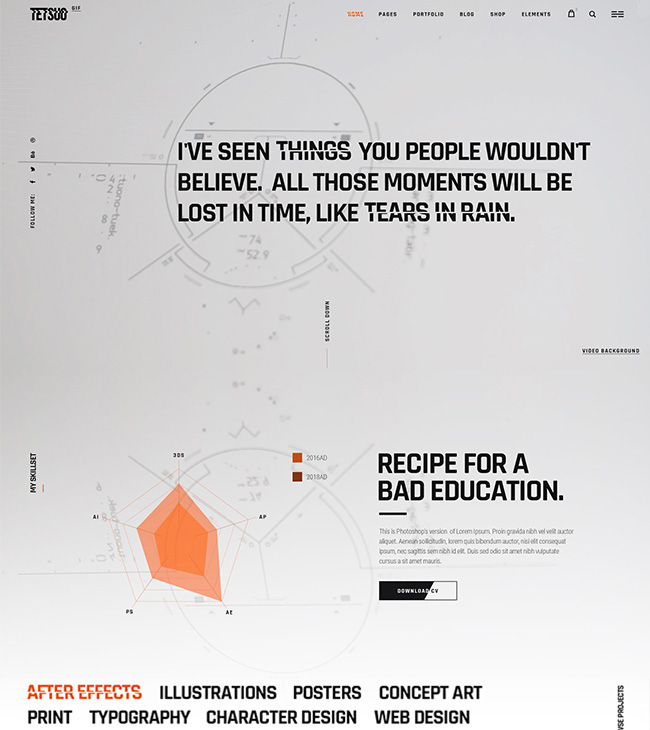 TETSUO GIF
HOME PAGES PORTFOLIO BLOG SHOP ELEMENTS
I'VE SEEN THINGS YOU PEOPLE WOULDN'T
BELIEVE. ALL THOSE MOMENTS WILL BE
LOST IN TIME, LIKE TEARS IN RAIN.
FOLLOW ME:
74
52.9
SCROLL DOWN
VIDEO BACKGROUND
MY SKILLSET
3DS
AP
AE
PS
AI
2016AD
2018AD
RECIPE FOR A
BAD EDUCATION.
This is Photoshop's version of Lorem Ipsum. Proin gravida nibh vel velit auctor
aliquet. Aenean sollicitudin, lorem quis bibendum auctor, nisi elit consequat
ipsum, nec sagittis sem nibh id elit. Duis sed odio sit amet nibh vulputate
cursus a sit amet mauris.
DOWNLOAD CV
AFTER EFFECTS ILLUSTRATIONS POSTERS CONCEPT ART
PRINT TYPOGRAPHY CHARACTER DESIGN WEB DESIGN
PROJECTS